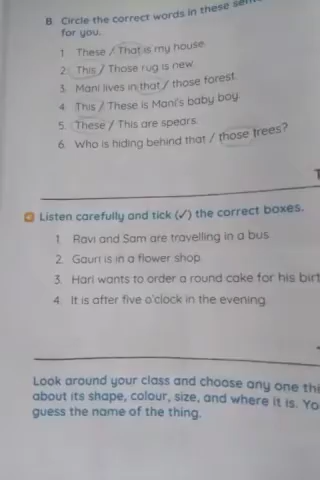 B Circle the correct words in these
for you.
1. These / That is my house.
2. This / Those rug is new.
3. Mani lives in that / those forest.
4. This / These is Mani's baby boy.
5. These / This are spears.
6. Who is hiding behind that / those trees?
C Listen carefully and tick (✓) the correct boxes.
1. Ravi and Sam are travelling in a bus.
2. Gauri is in a flower shop.
3. Hari wants to order a round cake for his birt
4. It is after five o'clock in the evening.
Look around your class and choose any one thi
about its shape, colour, size, and where it is. Yo
guess the name of the thing.